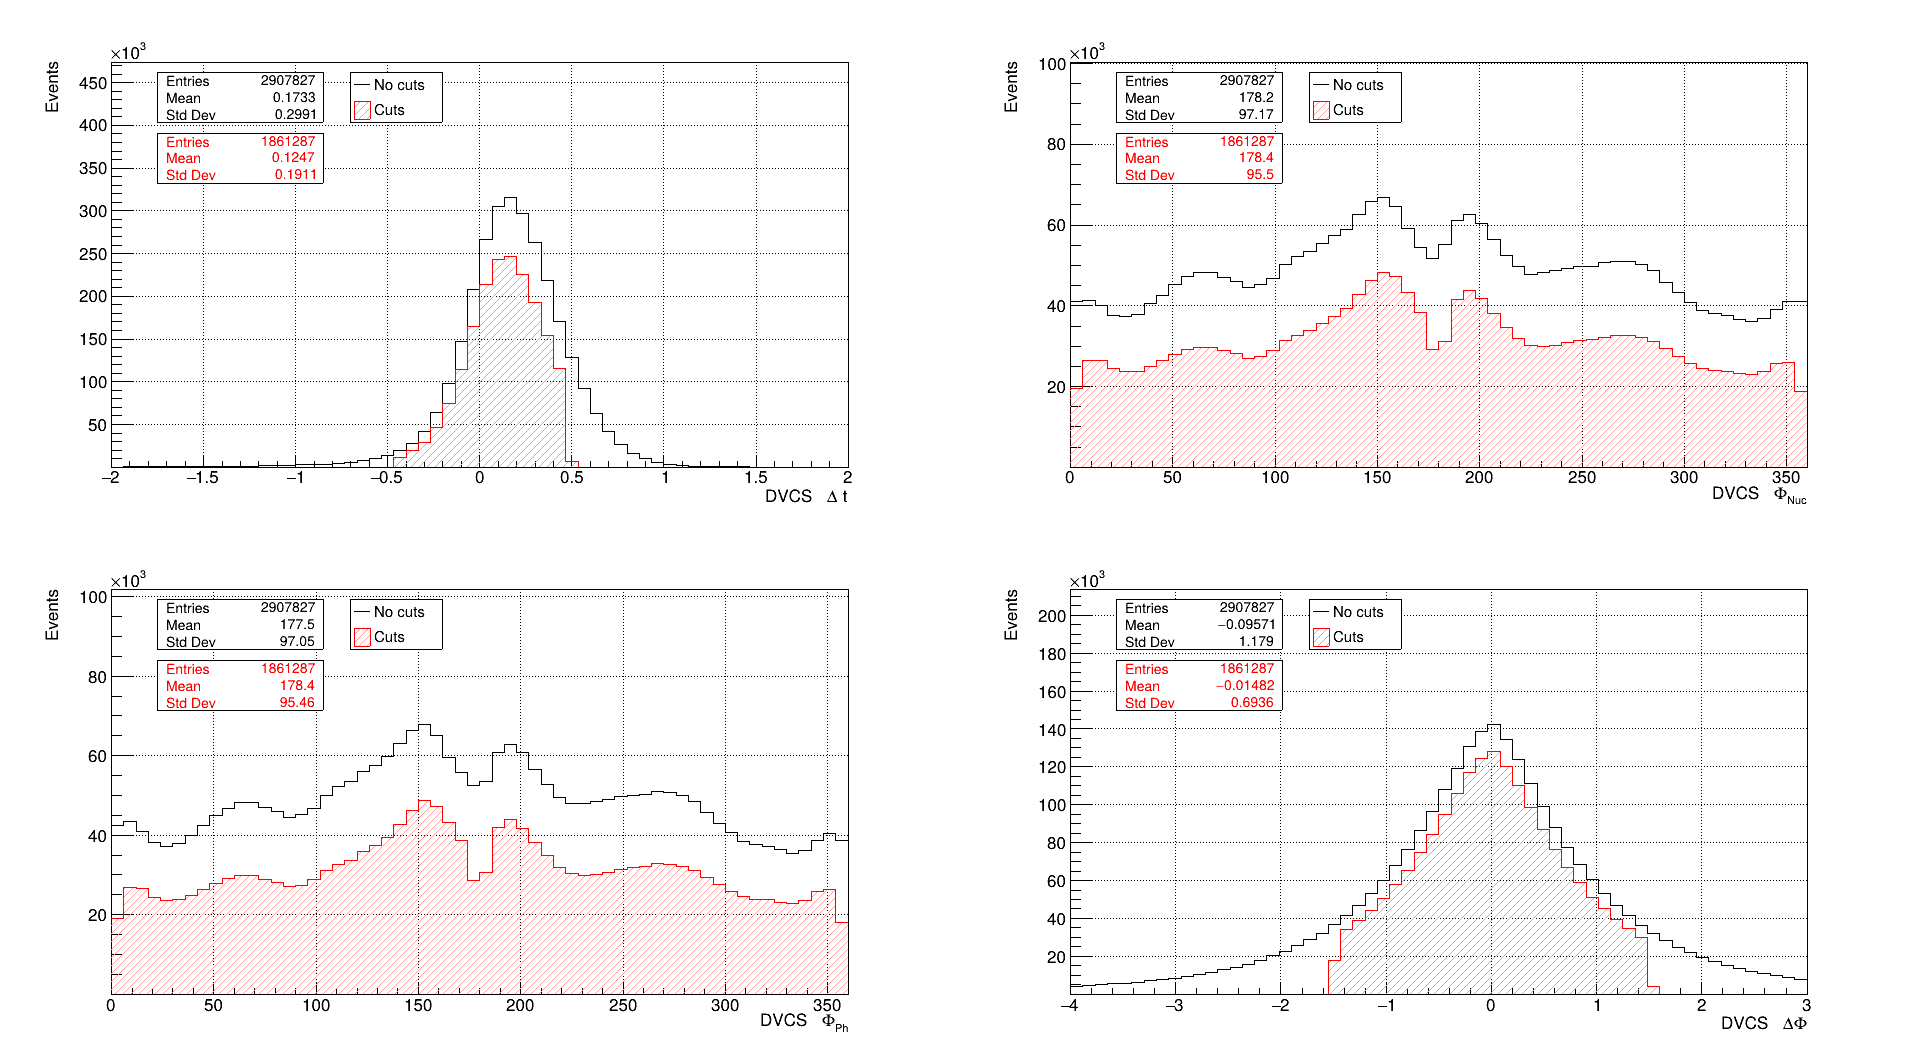 ×10³
Events
Entries 2907827
Mean 0.1733
Std Dev 0.2991
Entries 1861287
Mean 0.1247
Std Dev 0.1911
No cuts
Cuts
450
400
350
300
250
200
150
100
50
−2 −1.5 −1 −0.5 0 0.5 1 1.5 2
DVCS Δ t
×10³
Events
Entries 2907827
Mean 178.2
Std Dev 97.17
Entries 1861287
Mean 178.4
Std Dev 95.5
No cuts
Cuts
100
80
60
40
20
0 50 100 150 200 250 300 350
DVCS Φ_Nuc
×10³
Events
Entries 2907827
Mean 177.5
Std Dev 97.05
Entries 1861287
Mean 178.4
Std Dev 95.46
No cuts
Cuts
100
80
60
40
20
0 50 100 150 200 250 300 350
DVCS Φ_Ph
×10³
Events
Entries 2907827
Mean −0.09571
Std Dev 1.179
Entries 1861287
Mean −0.01482
Std Dev 0.6936
No cuts
Cuts
200
180
160
140
120
100
80
60
40
20
−4 −3 −2 −1 0 1 2 3
DVCS ΔΦ